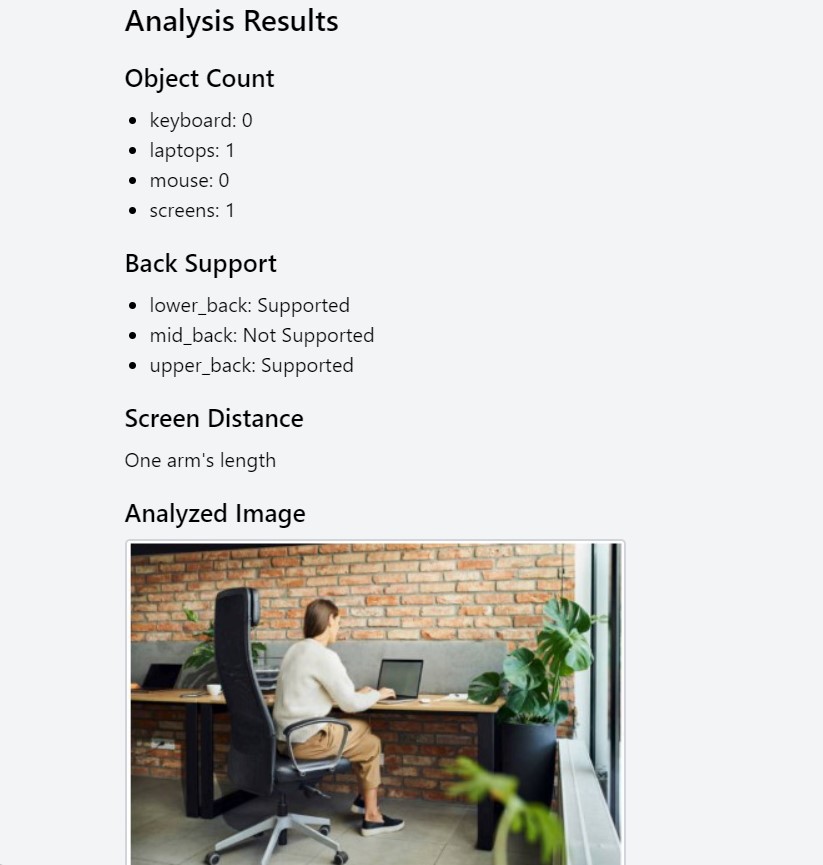 Analysis Results
Object Count
keyboard: 0
laptops: 1
mouse: 0
screens: 1
Back Support
lower_back: Supported
mid_back: Not Supported
upper_back: Supported
Screen Distance
One arm's length
Analyzed Image